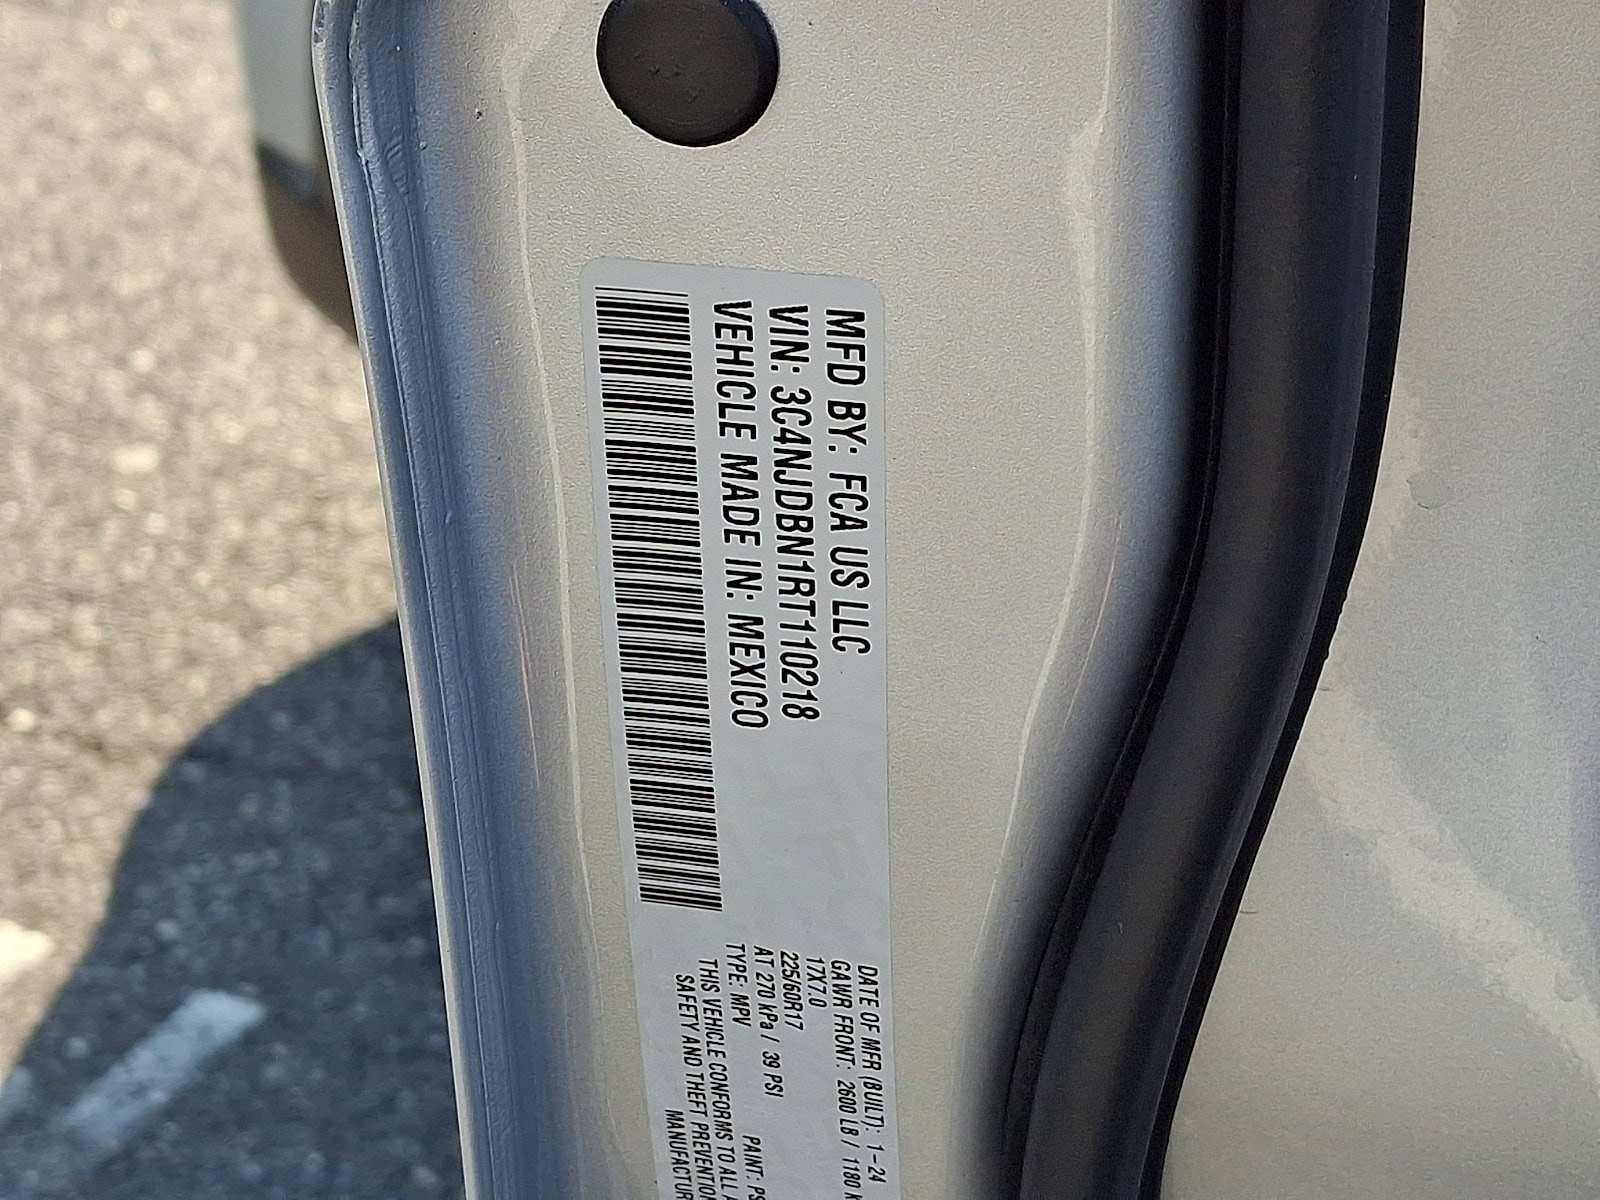 MFD BY: FCA US LLC
VIN: 3C4NJDBN1RT110218
VEHICLE MADE IN: MEXICO
DATE OF MFR (BUILT): 1-24
GAWR FRONT: 2600 LB / 1180 K
17X7.0
225/60R17
AT 270 kPa / 39 PSI
TYPE: MPV PAINT: PS
THIS VEHICLE CONFORMS TO ALL A
SAFETY AND THEFT PREVENTION
MANUFACTUR